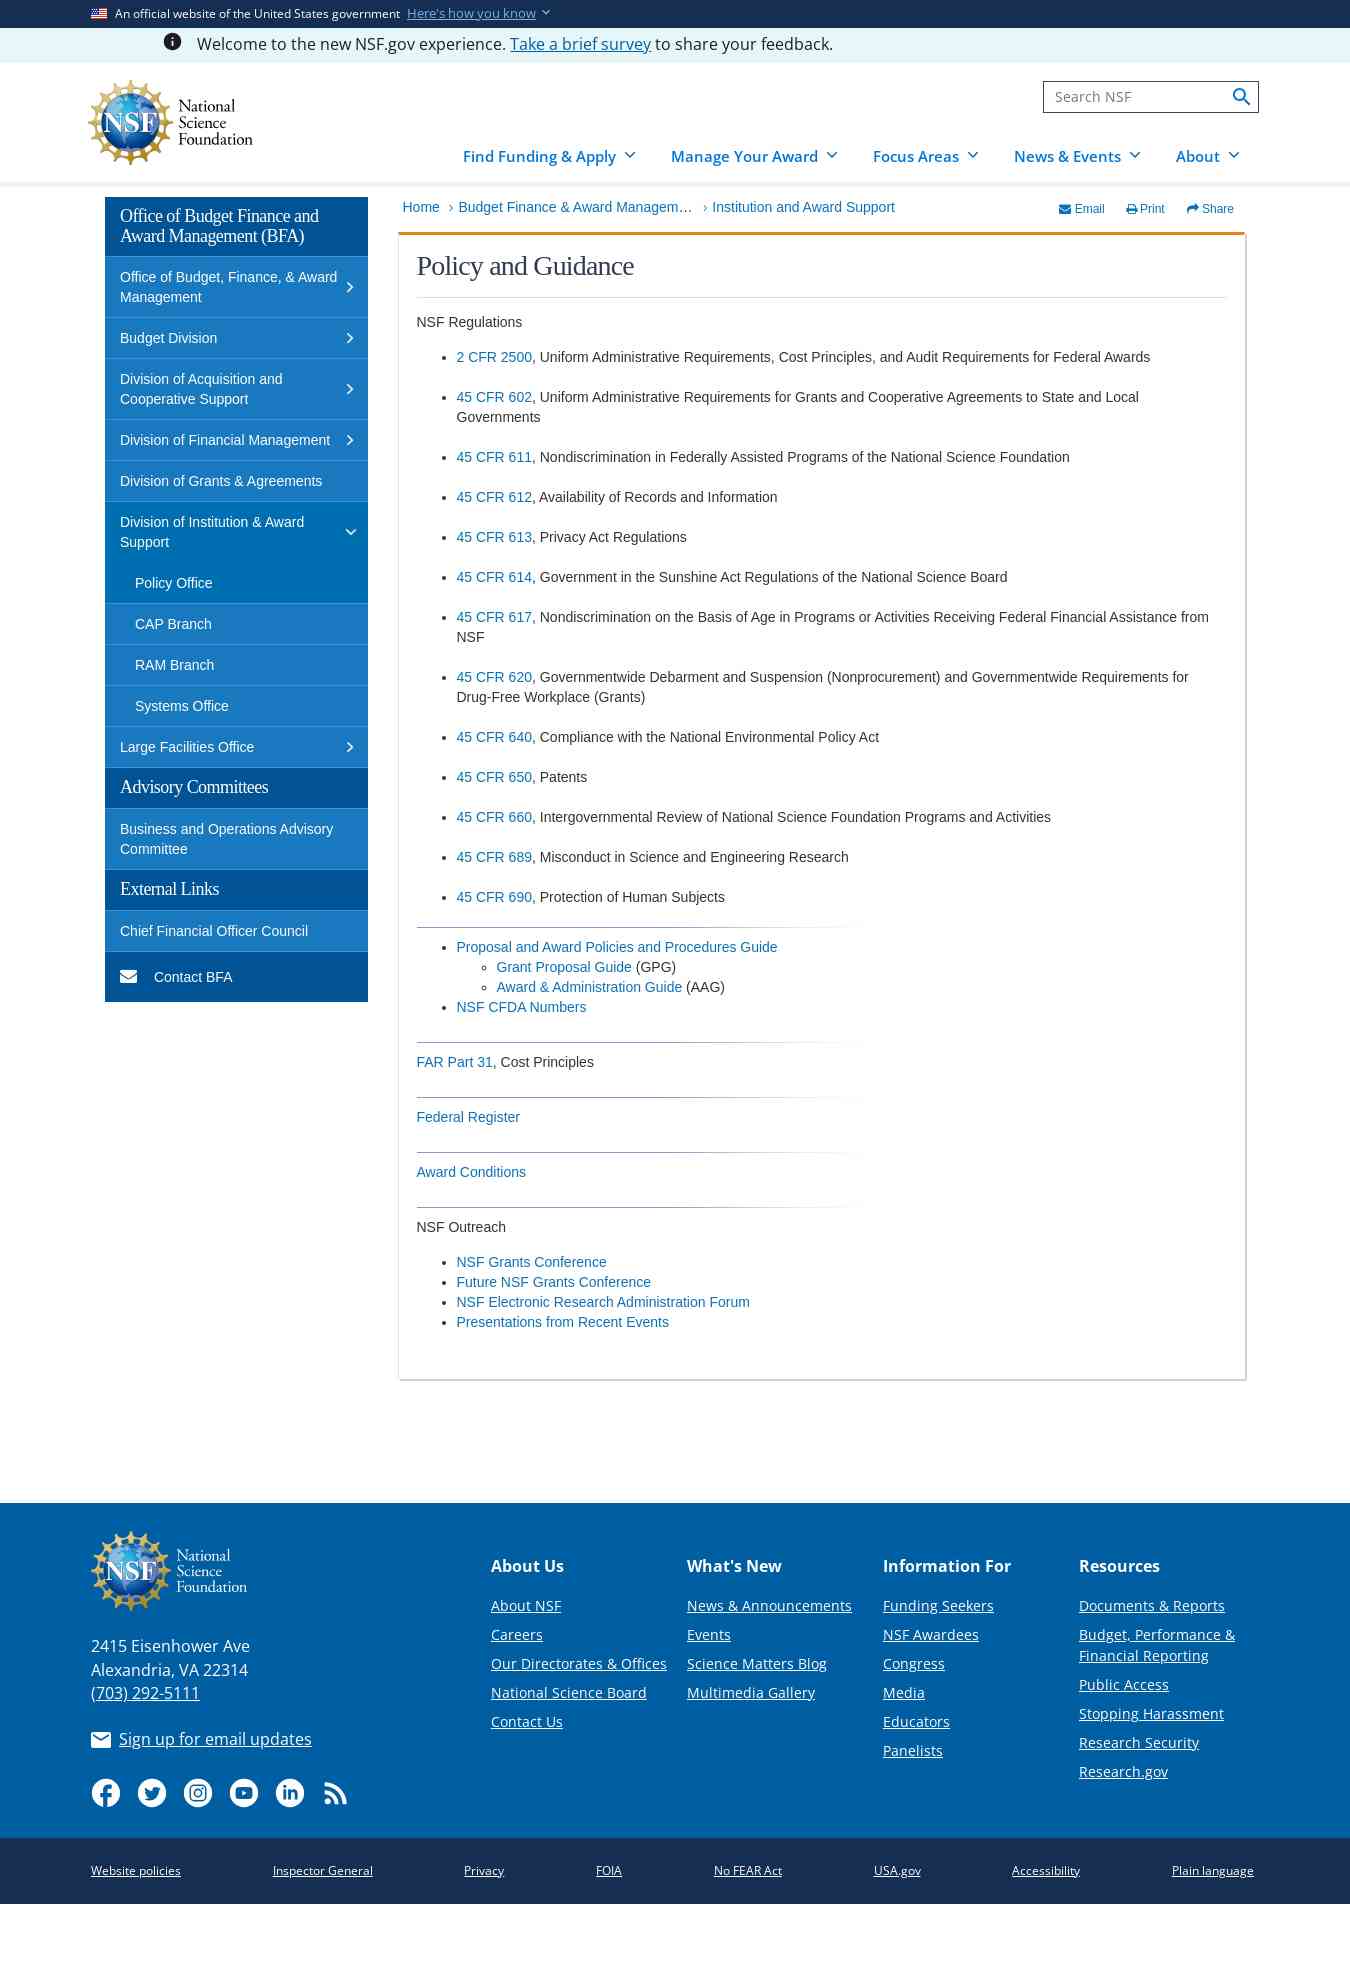 An official website of the United States government Here's how you know
Welcome to the new NSF.gov experience. Take a brief survey to share your feedback.
NSF
National
Science
Foundation
Search NSF
Find Funding & Apply
Manage Your Award
Focus Areas
News & Events
About
Office of Budget Finance and
Award Management (BFA)
Office of Budget, Finance, & Award
Management
Budget Division
Division of Acquisition and
Cooperative Support
Division of Financial Management
Division of Grants & Agreements
Division of Institution & Award
Support
Policy Office
CAP Branch
RAM Branch
Systems Office
Large Facilities Office
Advisory Committees
Business and Operations Advisory
Committee
External Links
Chief Financial Officer Council
Contact BFA
Home › Budget Finance & Award Managem... › Institution and Award Support
Email
Print
Share
Policy and Guidance
NSF Regulations
• 2 CFR 2500, Uniform Administrative Requirements, Cost Principles, and Audit Requirements for Federal Awards
• 45 CFR 602, Uniform Administrative Requirements for Grants and Cooperative Agreements to State and Local
Governments
• 45 CFR 611, Nondiscrimination in Federally Assisted Programs of the National Science Foundation
• 45 CFR 612, Availability of Records and Information
• 45 CFR 613, Privacy Act Regulations
• 45 CFR 614, Government in the Sunshine Act Regulations of the National Science Board
• 45 CFR 617, Nondiscrimination on the Basis of Age in Programs or Activities Receiving Federal Financial Assistance from
NSF
• 45 CFR 620, Governmentwide Debarment and Suspension (Nonprocurement) and Governmentwide Requirements for
Drug-Free Workplace (Grants)
• 45 CFR 640, Compliance with the National Environmental Policy Act
• 45 CFR 650, Patents
• 45 CFR 660, Intergovernmental Review of National Science Foundation Programs and Activities
• 45 CFR 689, Misconduct in Science and Engineering Research
• 45 CFR 690, Protection of Human Subjects
• Proposal and Award Policies and Procedures Guide
◦ Grant Proposal Guide (GPG)
◦ Award & Administration Guide (AAG)
• NSF CFDA Numbers
FAR Part 31, Cost Principles
Federal Register
Award Conditions
NSF Outreach
• NSF Grants Conference
• Future NSF Grants Conference
• NSF Electronic Research Administration Forum
• Presentations from Recent Events
NSF
National
Science
Foundation
2415 Eisenhower Ave
Alexandria, VA 22314
(703) 292-5111
Sign up for email updates
About Us
About NSF
Careers
Our Directorates & Offices
National Science Board
Contact Us
What's New
News & Announcements
Events
Science Matters Blog
Multimedia Gallery
Information For
Funding Seekers
NSF Awardees
Congress
Media
Educators
Panelists
Resources
Documents & Reports
Budget, Performance &
Financial Reporting
Public Access
Stopping Harassment
Research Security
Research.gov
Website policies
Inspector General
Privacy
FOIA
No FEAR Act
USA.gov
Accessibility
Plain language